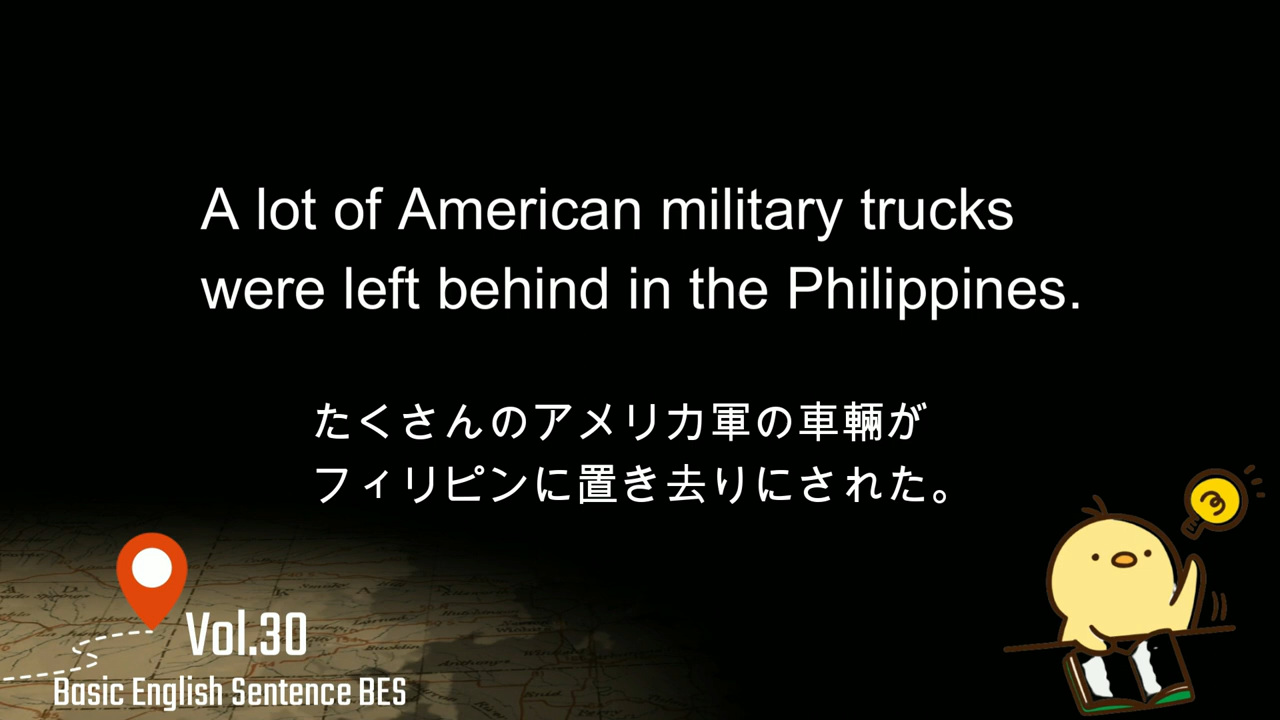 A lot of American military trucks
were left behind in the Philippines.
たくさんのアメリカ軍の車輛が
フィリピンに置き去りにされた。
Vol.30
Basic English Sentence BES